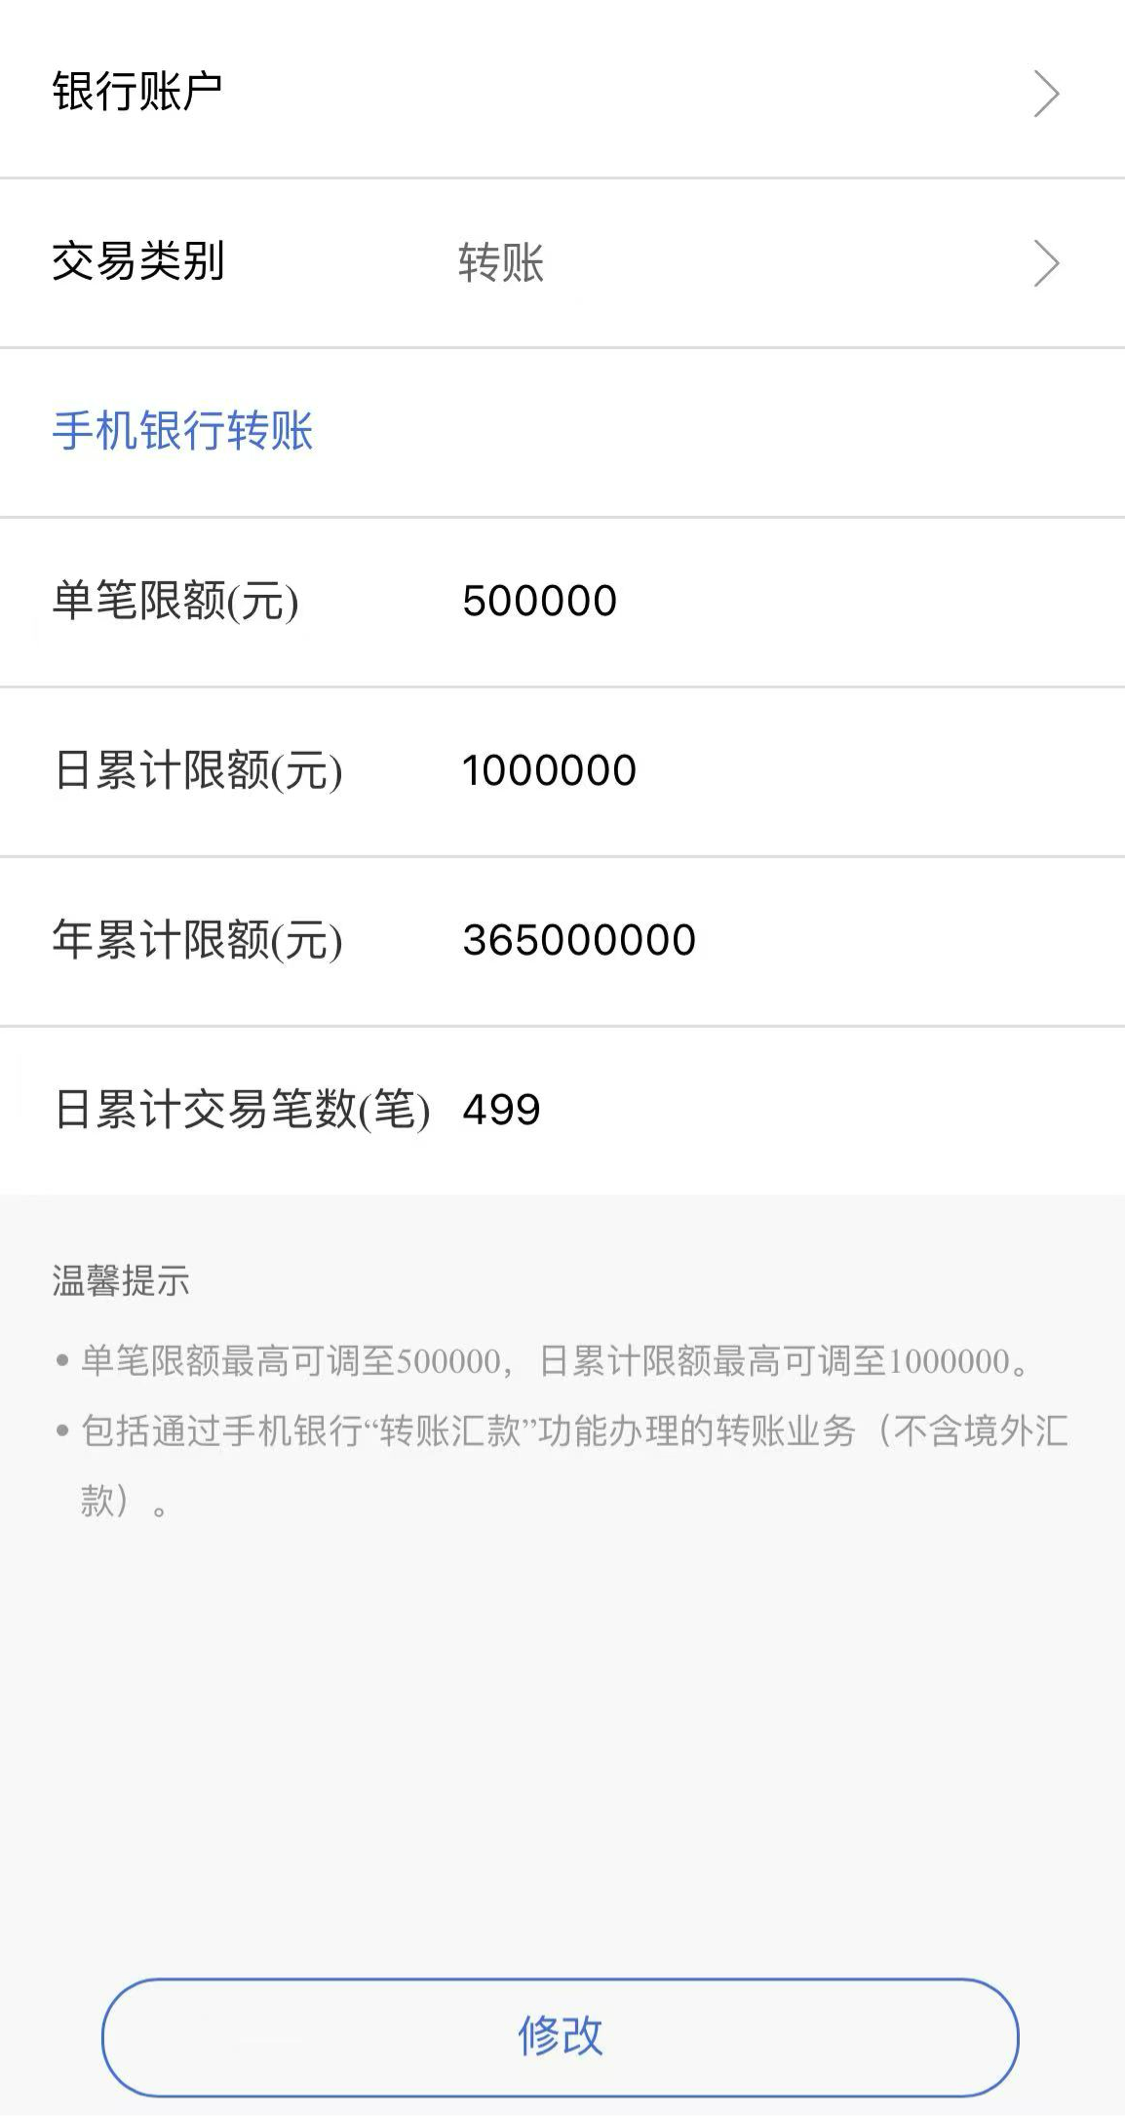 银行账户
交易类别 转账
手机银行转账
单笔限额(元) 500000
日累计限额(元) 1000000
年累计限额(元) 365000000
日累计交易笔数(笔) 499
温馨提示
• 单笔限额最高可调至500000，日累计限额最高可调至1000000。
• 包括通过手机银行“转账汇款”功能办理的转账业务（不含境外汇
款）。
修改